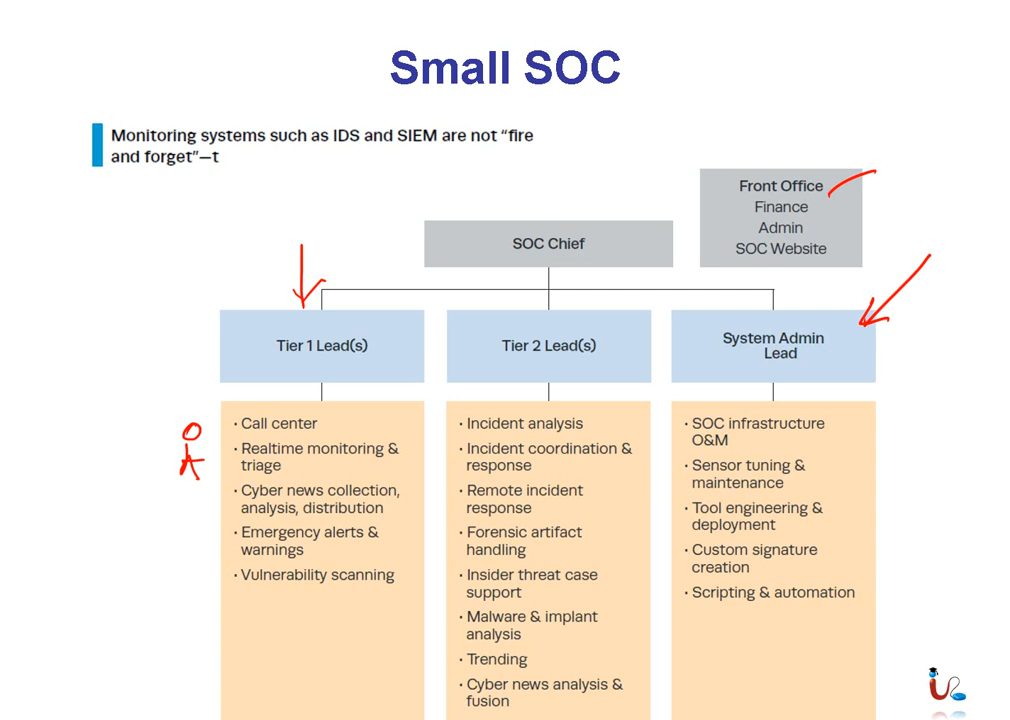 Small SOC
Monitoring systems such as IDS and SIEM are not “fire
and forget”—t
Front Office
Finance
Admin
SOC Website
SOC Chief
Tier 1 Lead(s)
Tier 2 Lead(s)
System Admin
Lead
· Call center
· Realtime monitoring &
triage
· Cyber news collection,
analysis, distribution
· Emergency alerts &
warnings
· Vulnerability scanning
· Incident analysis
· Incident coordination &
response
· Remote incident
response
· Forensic artifact
handling
· Insider threat case
support
· Malware & implant
analysis
· Trending
· Cyber news analysis &
fusion
· SOC infrastructure
O&M
· Sensor tuning &
maintenance
· Tool engineering &
deployment
· Custom signature
creation
· Scripting & automation